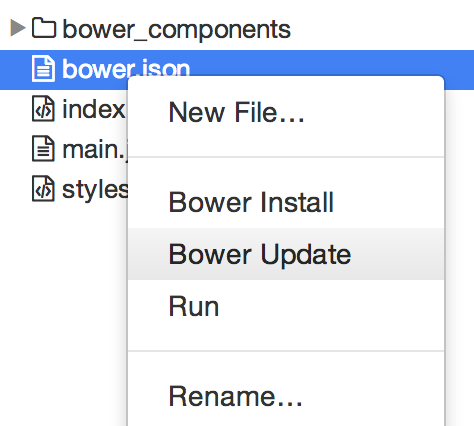 bower_components
bower.json
New File…
index
main.j
Bower Install
styles
Bower Update
Run
Rename…